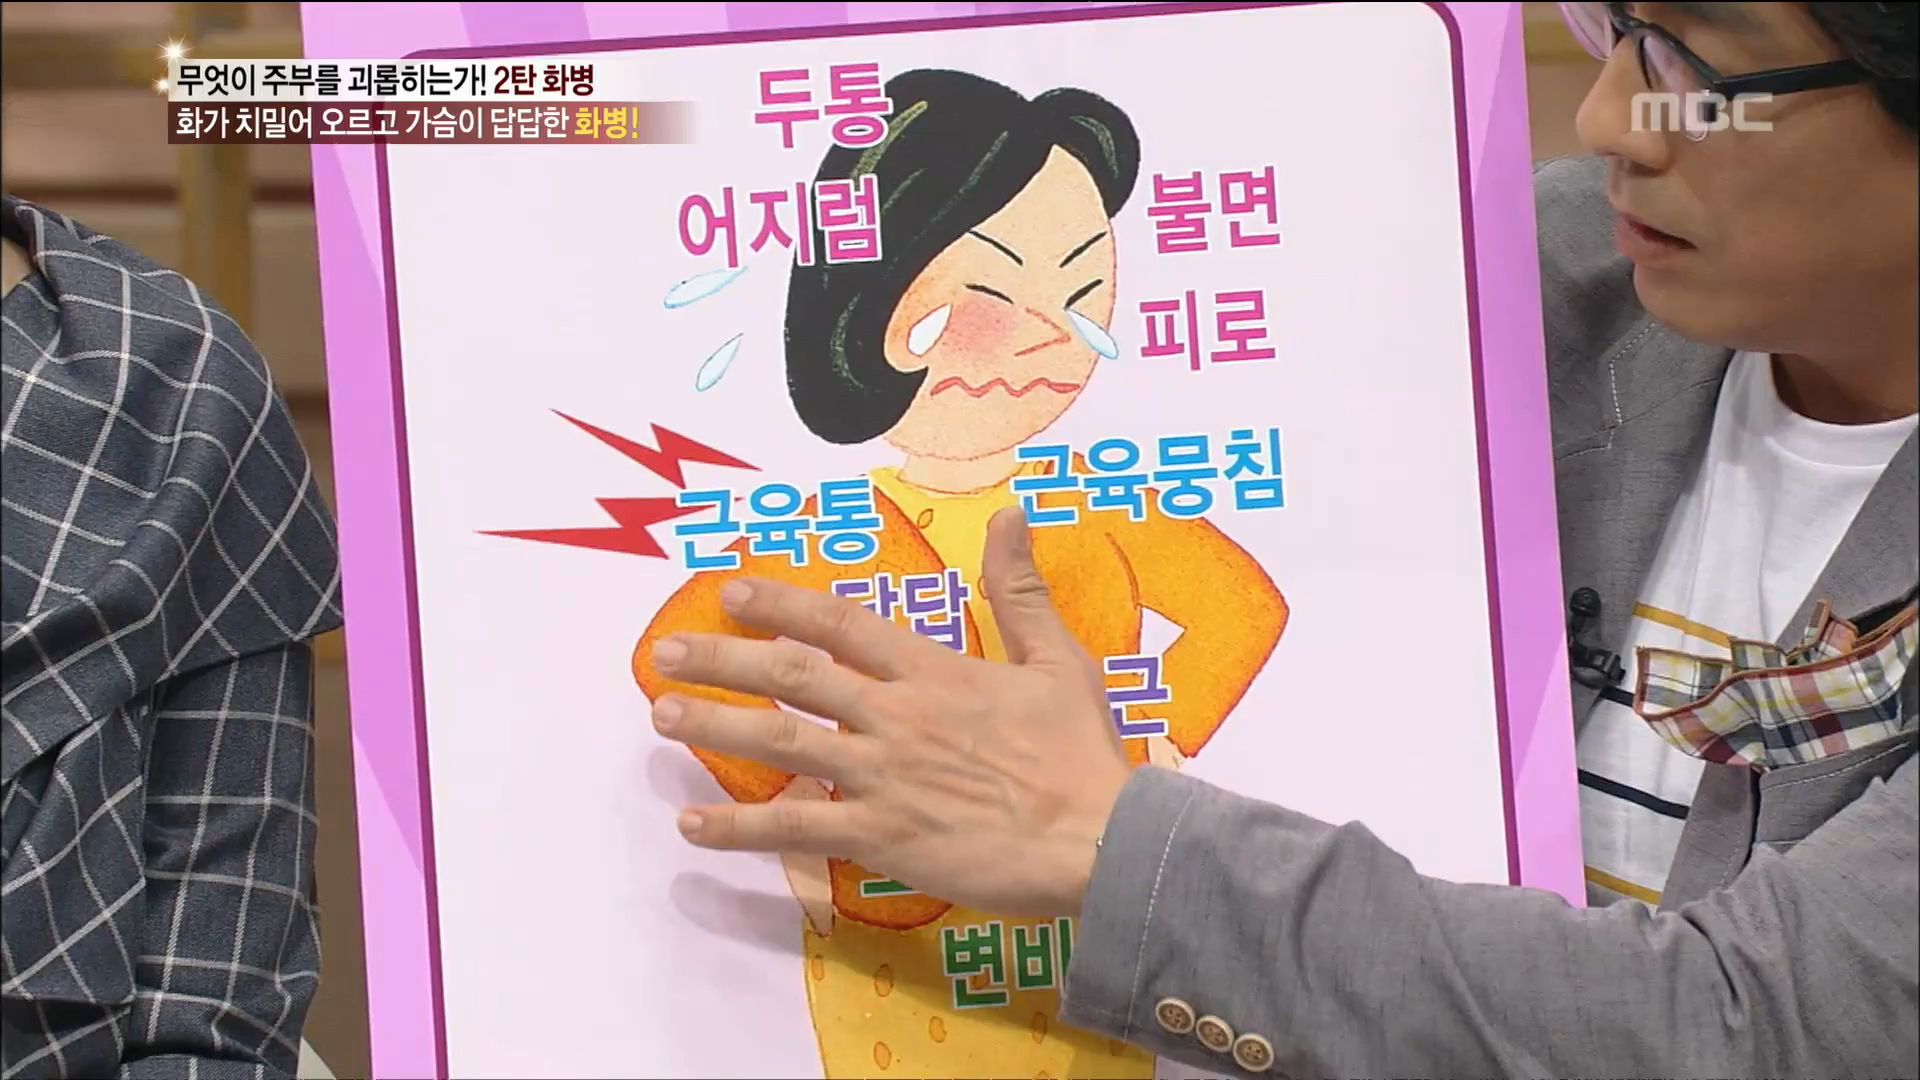 무엇이 주부를 괴롭히는가! 2탄 화병
화가 치밀어 오르고 가슴이 답답한 화병!
MBC
두통
어지럼
불면
피로
근육통
근육뭉침
변비